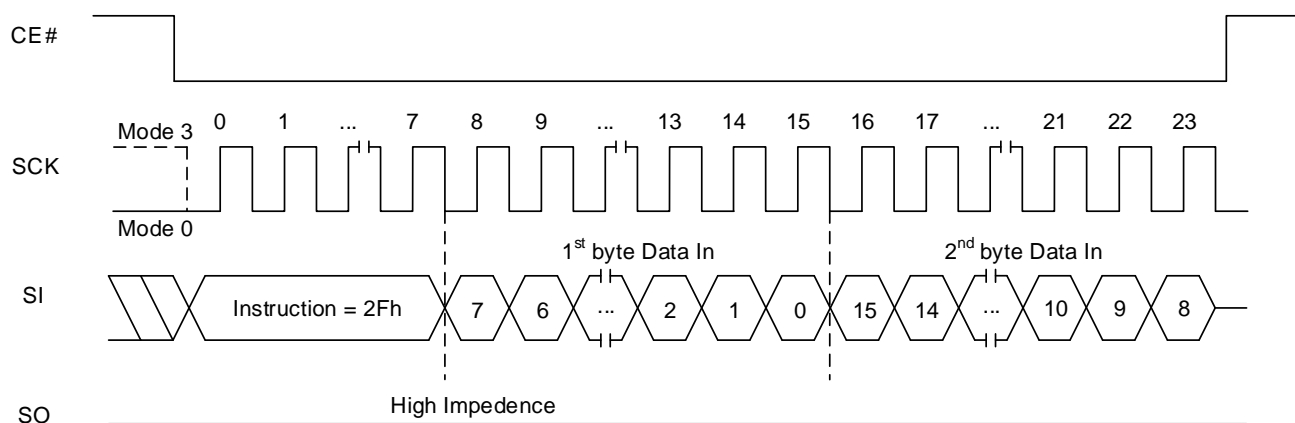 CE#
0 1 ... 7 8 9 ... 13 14 15 16 17 ... 21 22 23
Mode 3
SCK
Mode 0
1st byte Data In 2nd byte Data In
SI Instruction = 2Fh 7 6 ... 2 1 0 15 14 ... 10 9 8
High Impedence
SO